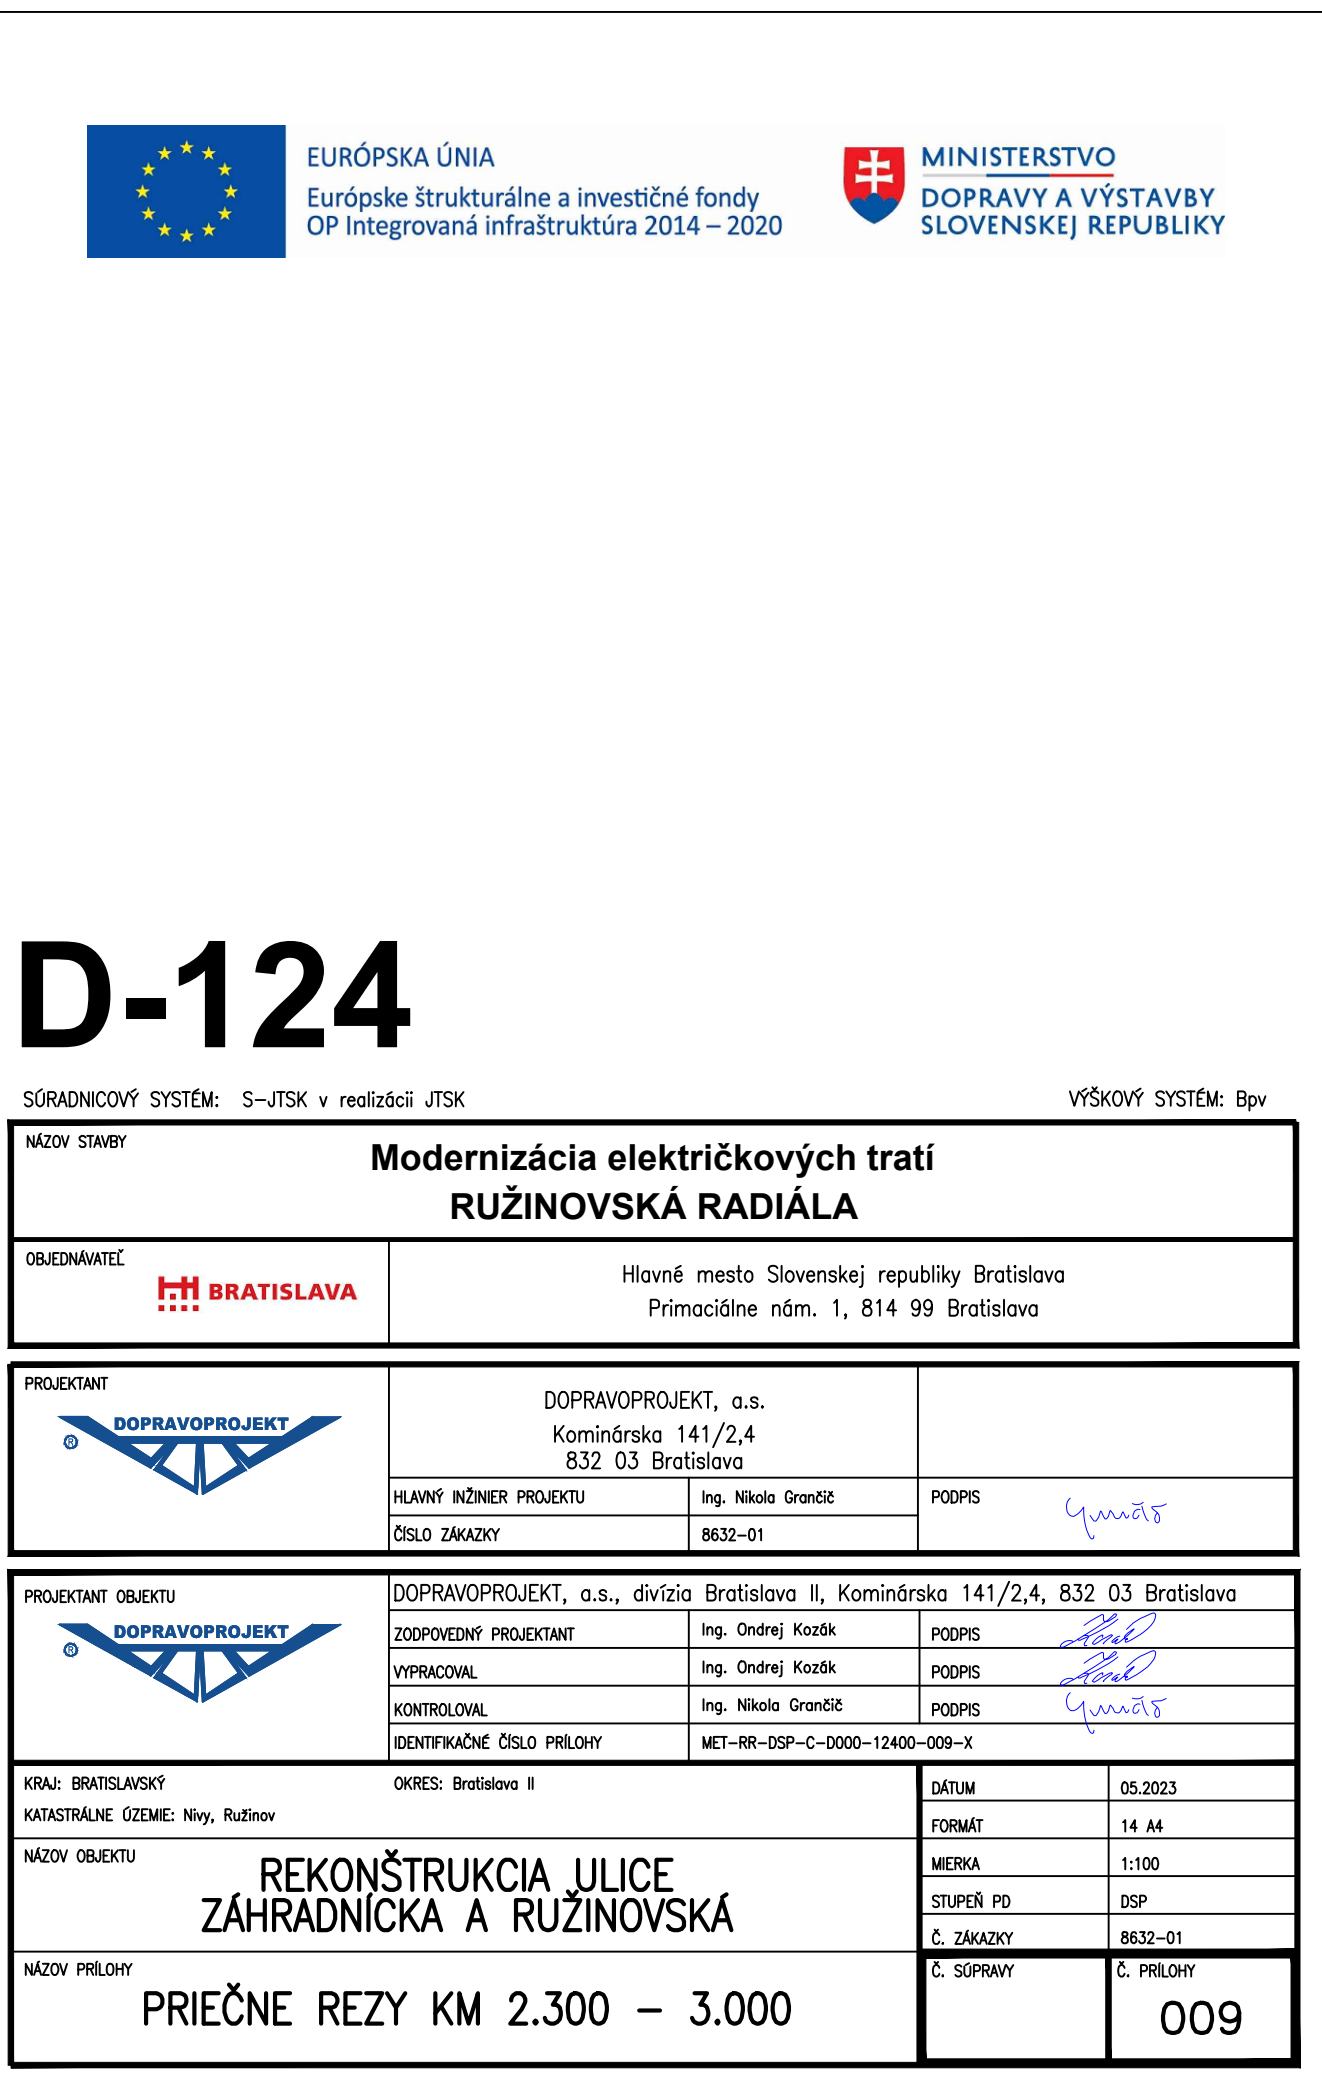 EURÓPSKA ÚNIA
Európske štrukturálne a investičné fondy
OP Integrovaná infraštruktúra 2014 – 2020
MINISTERSTVO
DOPRAVY A VÝSTAVBY
SLOVENSKEJ REPUBLIKY
D-124
SÚRADNICOVÝ SYSTÉM: S-JTSK v realizácii JTSK
VÝŠKOVÝ SYSTÉM: Bpv
NÁZOV STAVBY
Modernizácia električkových tratí
RUŽINOVSKÁ RADIÁLA
OBJEDNÁVATEĽ
BRATISLAVA
Hlavné mesto Slovenskej republiky Bratislava
Primaciálne nám. 1, 814 99 Bratislava
PROJEKTANT
DOPRAVOPROJEKT
®
DOPRAVOPROJEKT, a.s.
Kominárska 141/2,4
832 03 Bratislava
HLAVNÝ INŽINIER PROJEKTU Ing. Nikola Grančič PODPIS
ČÍSLO ZÁKAZKY 8632-01
PROJEKTANT OBJEKTU
DOPRAVOPROJEKT
®
DOPRAVOPROJEKT, a.s., divízia Bratislava II, Kominárska 141/2,4, 832 03 Bratislava
ZODPOVEDNÝ PROJEKTANT Ing. Ondrej Kozák PODPIS Kozák
VYPRACOVAL Ing. Ondrej Kozák PODPIS Kozák
KONTROLOVAL Ing. Nikola Grančič PODPIS
IDENTIFIKAČNÉ ČÍSLO PRÍLOHY MET-RR-DSP-C-D000-12400-009-X
KRAJ: BRATISLAVSKÝ OKRES: Bratislava II
KATASTRÁLNE ÚZEMIE: Nivy, Ružinov
DÁTUM 05.2023
FORMÁT 14 A4
MIERKA 1:100
STUPEŇ PD DSP
Č. ZÁKAZKY 8632-01
NÁZOV OBJEKTU
REKONŠTRUKCIA ULICE
ZÁHRADNÍCKA A RUŽINOVSKÁ
NÁZOV PRÍLOHY
PRIEČNE REZY KM 2.300 – 3.000
Č. SÚPRAVY
Č. PRÍLOHY
009